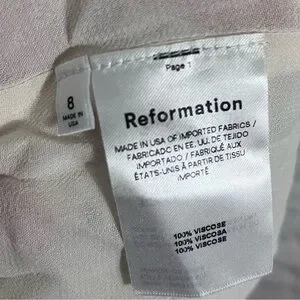 8
MADE IN
USA
Page 1
Reformation
MADE IN USA OF IMPORTED FABRICS /
FABRICADO EN EE. UU. DE TEJIDO
IMPORTADO / FABRIQUÉ AUX
ÉTATS-UNIS À PARTIR DE TISSU
IMPORTÉ
100% VISCOSE
100% VISCOSA
100% VISCOSE